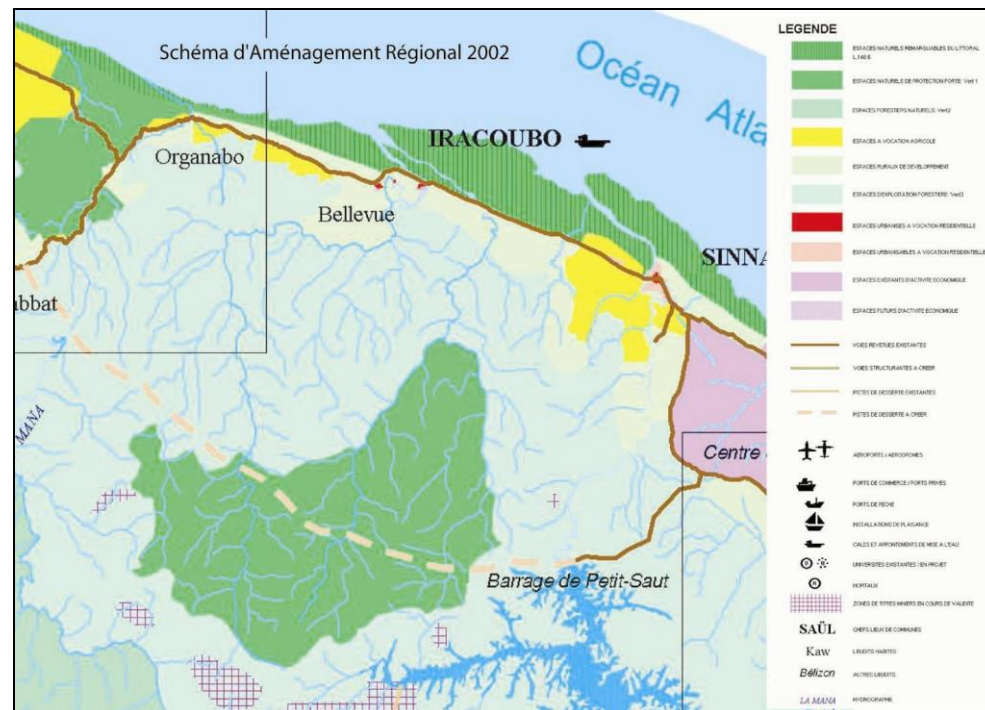 Schéma d'Aménagement Régional 2002
Océan Atla
IRACOUBO
Organabo
Bellevue
SINNA
abbat
MANA
Centre
Barrage de Petit-Saut
LEGENDE
ESPACES NATURELS REMARQUABLES DU LITTORAL
L.146 6
ESPACES NATURELS DE PROTECTION FORTE: Vert 1
ESPACES FORESTIERS NATURELS: Vert2
ESPACES A VOCATION AGRICOLE
ESPACES RURAUX DE DEVELOPPEMENT
ESPACES D'EXPLOITATION FORESTIERE: Vert3
ESPACES URBANISES A VOCATION RESIDENTIELLE
ESPACES URBANISABLES A VOCATION RESIDENTIELLE
ESPACES EXISTANTS D'ACTIVITE ECONOMIQUE
ESPACES FUTURS D'ACTIVITE ECONOMIQUE
VOIES REVETUES EXISTANTES
VOIES STRUCTURANTES A CREER
PISTES DE DESSERTE EXISTANTES
PISTES DE DESSERTE A CREER
AEROPORTS / AERODROMES
PORTS DE COMMERCE / PORTS PRIVES
PORTS DE PECHE
INSTALLATIONS DE PLAISANCE
CALES ET APPONTEMENTS DE MISE A L'EAU
UNIVERSITES EXISTANTES / EN PROJET
HOPITAUX
ZONES DE TITRES MINIERS EN COURS DE VALIDITE
SAÜL CHEFS LIEUX DE COMMUNES
Kaw LIEUDITS HABITES
Bélizon AUTRES LIEUDITS
LA MANA HYDROGRAPHIE